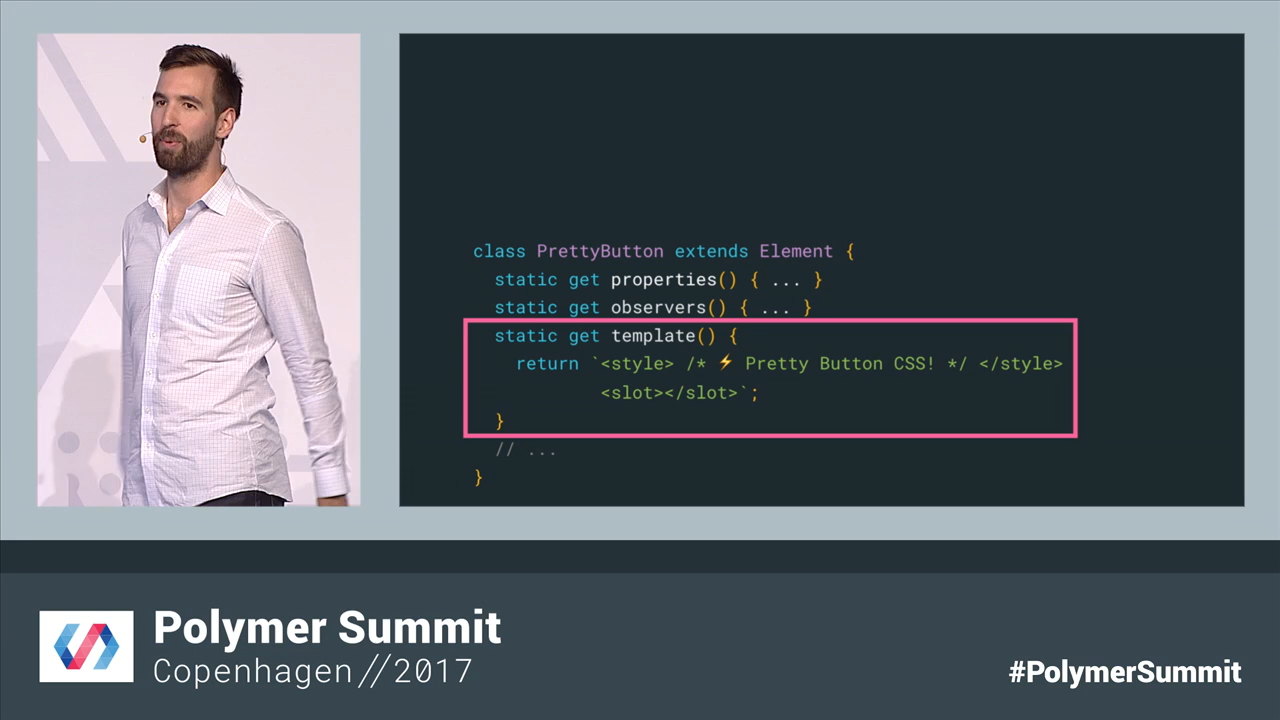 class PrettyButton extends Element {
static get properties() { ... }
static get observers() { ... }
static get template() {
return `<style> /* ⚡ Pretty Button CSS! */ </style>
<slot></slot>`;
}
// ...
}
Polymer Summit
Copenhagen//2017
#PolymerSummit